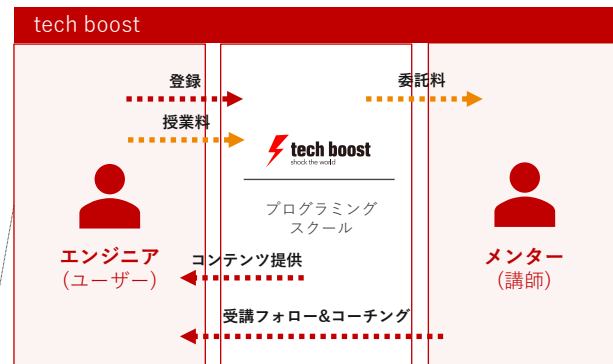 tech boost
登録
委託料
授業料
tech boost
shock the world
プログラミング
スクール
エンジニア
(ユーザー)
メンター
(講師)
コンテンツ提供
受講フォロー&コーチング